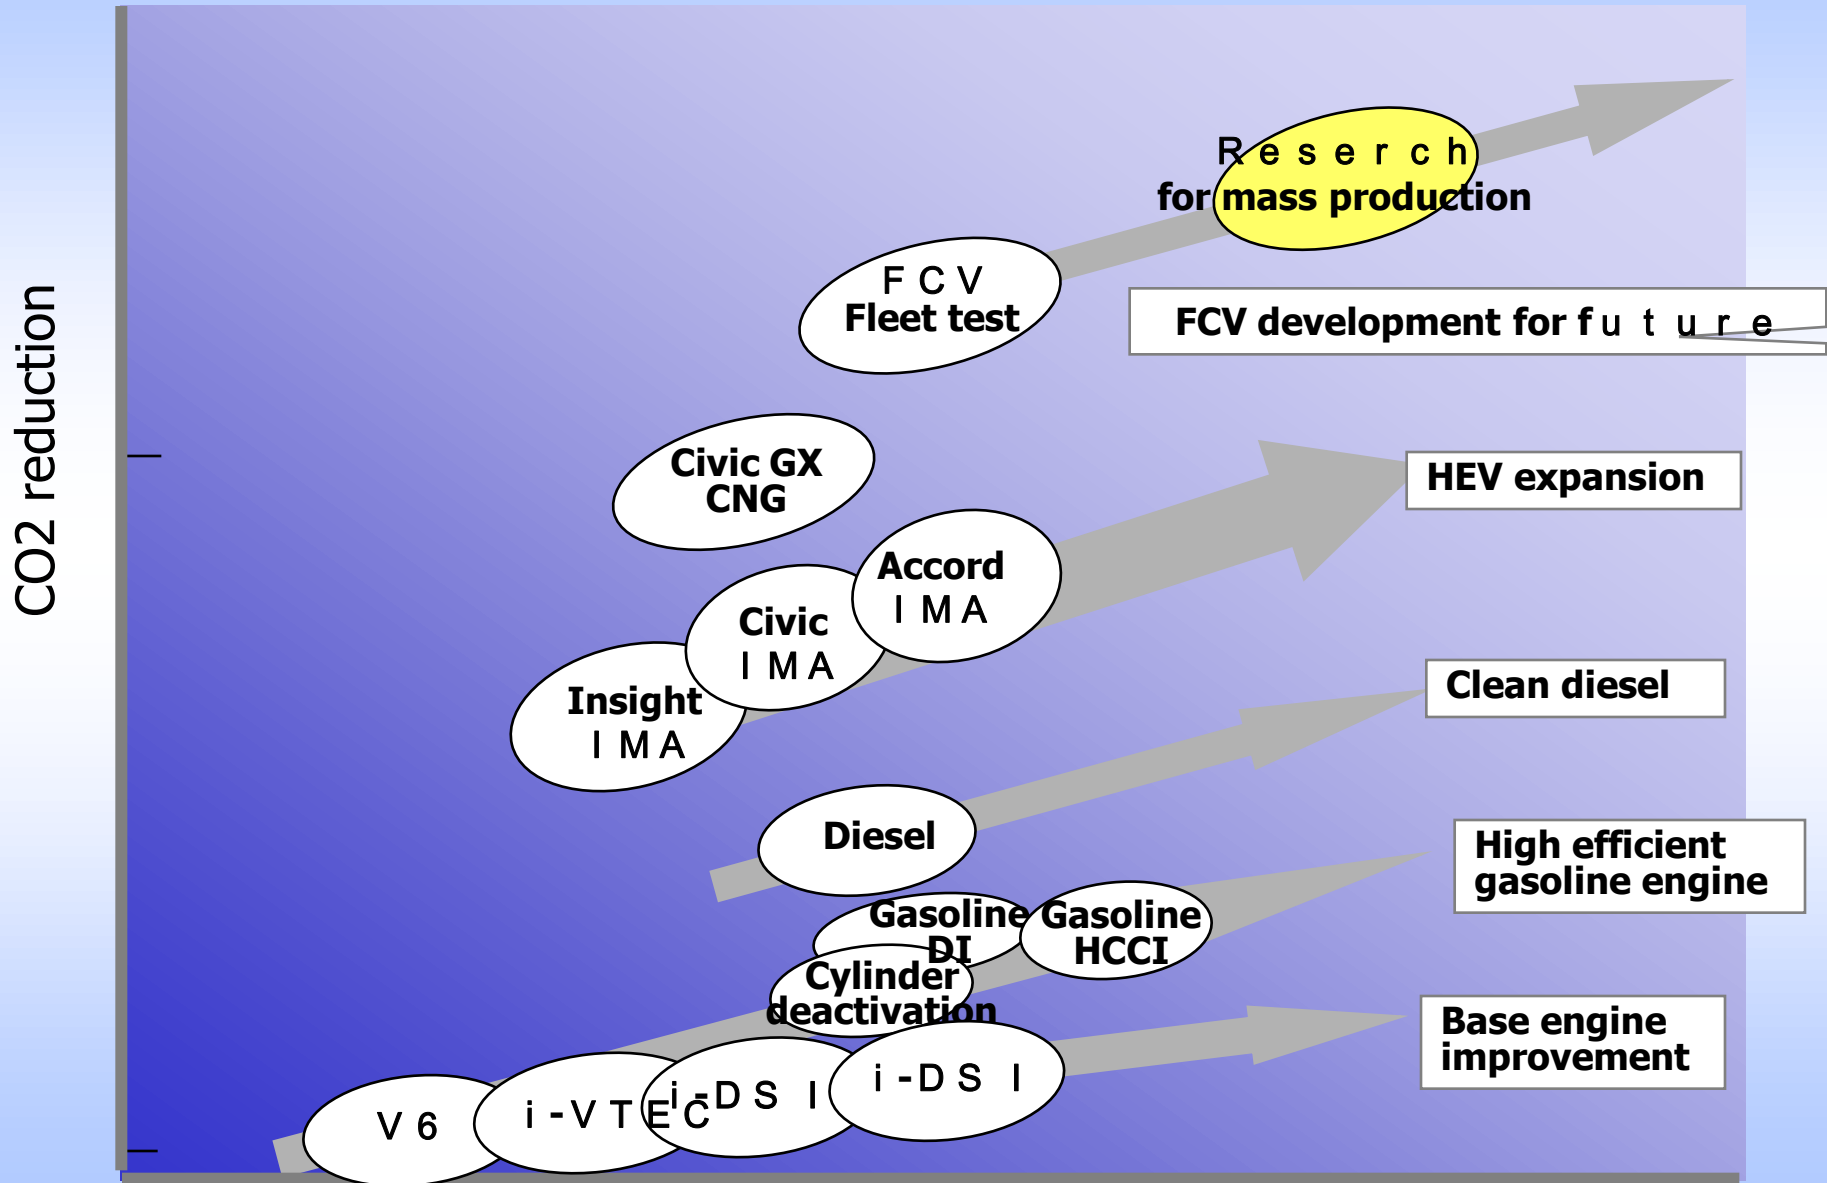 CO2 reduction
Reserch
for mass production
FCV
Fleet test
FCV development for future
Civic GX
CNG
HEV expansion
Accord
IMA
Civic
IMA
Insight
IMA
Clean diesel
Diesel
High efficient
gasoline engine
Gasoline
DI
Gasoline
HCCI
Cylinder
deactivation
Base engine
improvement
V6
i-VTEC
i-DSI
i-DSI